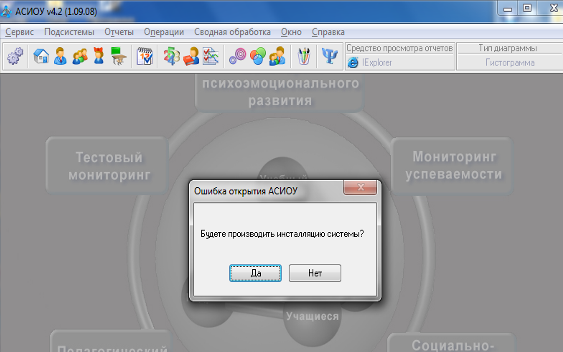 АСИОУ v4.2 (1.09.08)
Сервис Подсистемы Отчеты Операции Сводная обработка Окно Справка
Средство просмотра отчетов
IExplorer
Тип диаграммы
Гистограмма
психоэмоционального
развития
Тестовый
мониторинг
Мониторинг
успеваемости
Ошибка открытия АСИОУ
Будете производить инсталляцию системы?
Да Нет
Учащиеся
Педагогический
Социально-